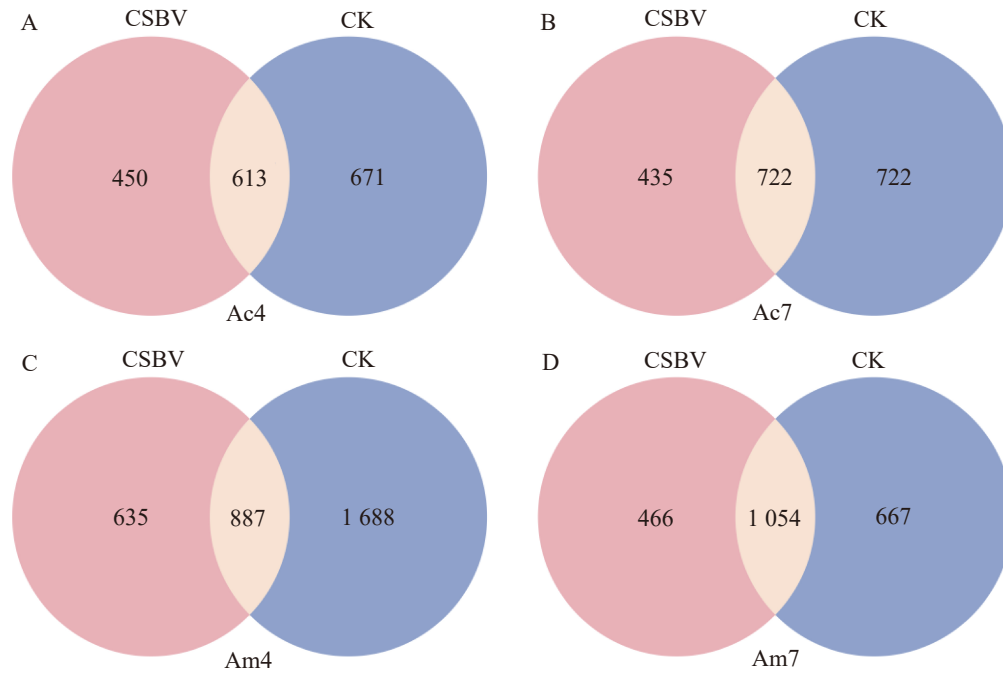 A CSBV CK
450 613 671
Ac4
B CSBV CK
435 722 722
Ac7
C CSBV CK
635 887 1 688
Am4
D CSBV CK
466 1 054 667
Am7